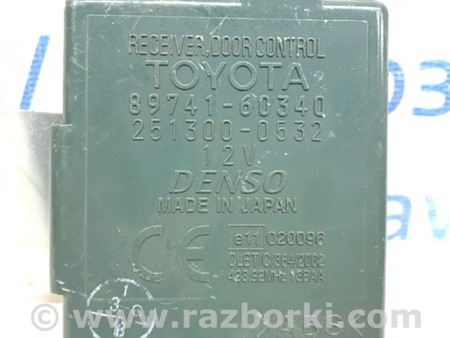 RECEIVER,DOOR CONTROL
TOYOTA
89741-60340
251300-0532
12V
DENSO
MADE IN JAPAN
CE
e11 020096
433.92MHz
www.razborki.com